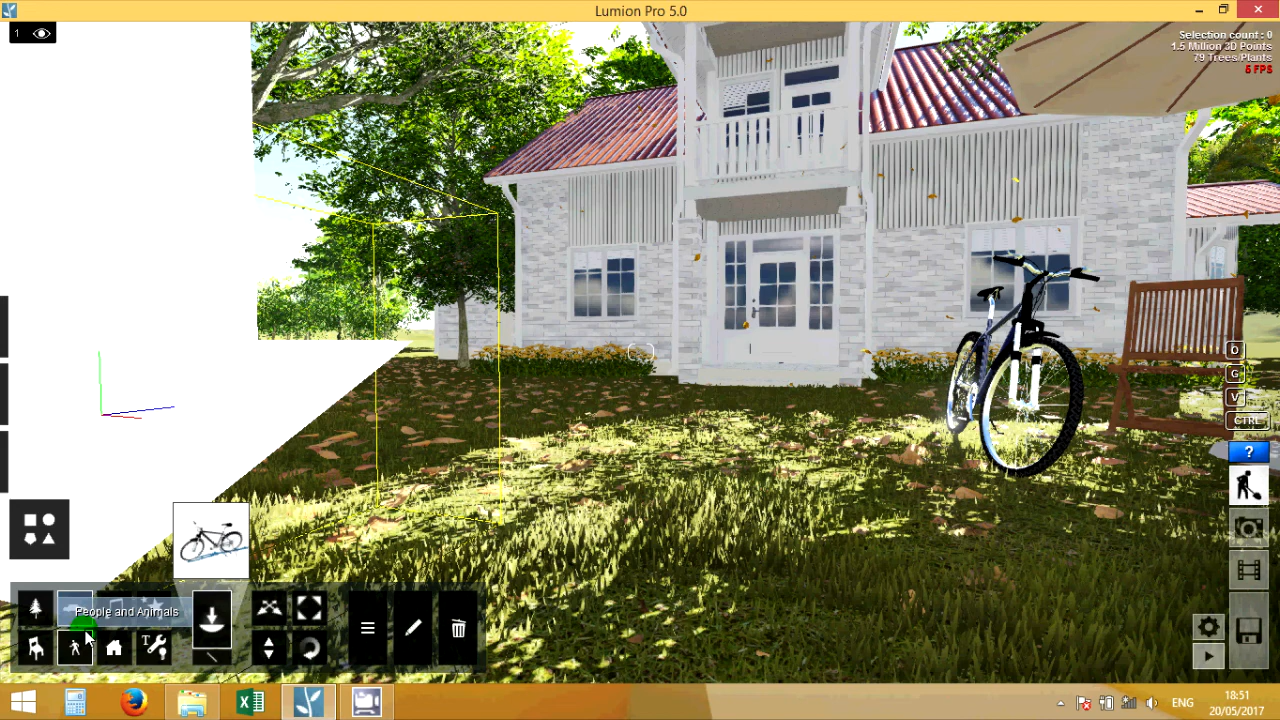 Lumion Pro 5.0
1
Selection count : 0
1.5 Million 3D Points
79 Trees/Plants
6 FPS
D
G
V
CTRL
?
People and Animals
T
ENG
18:51
20/05/2017